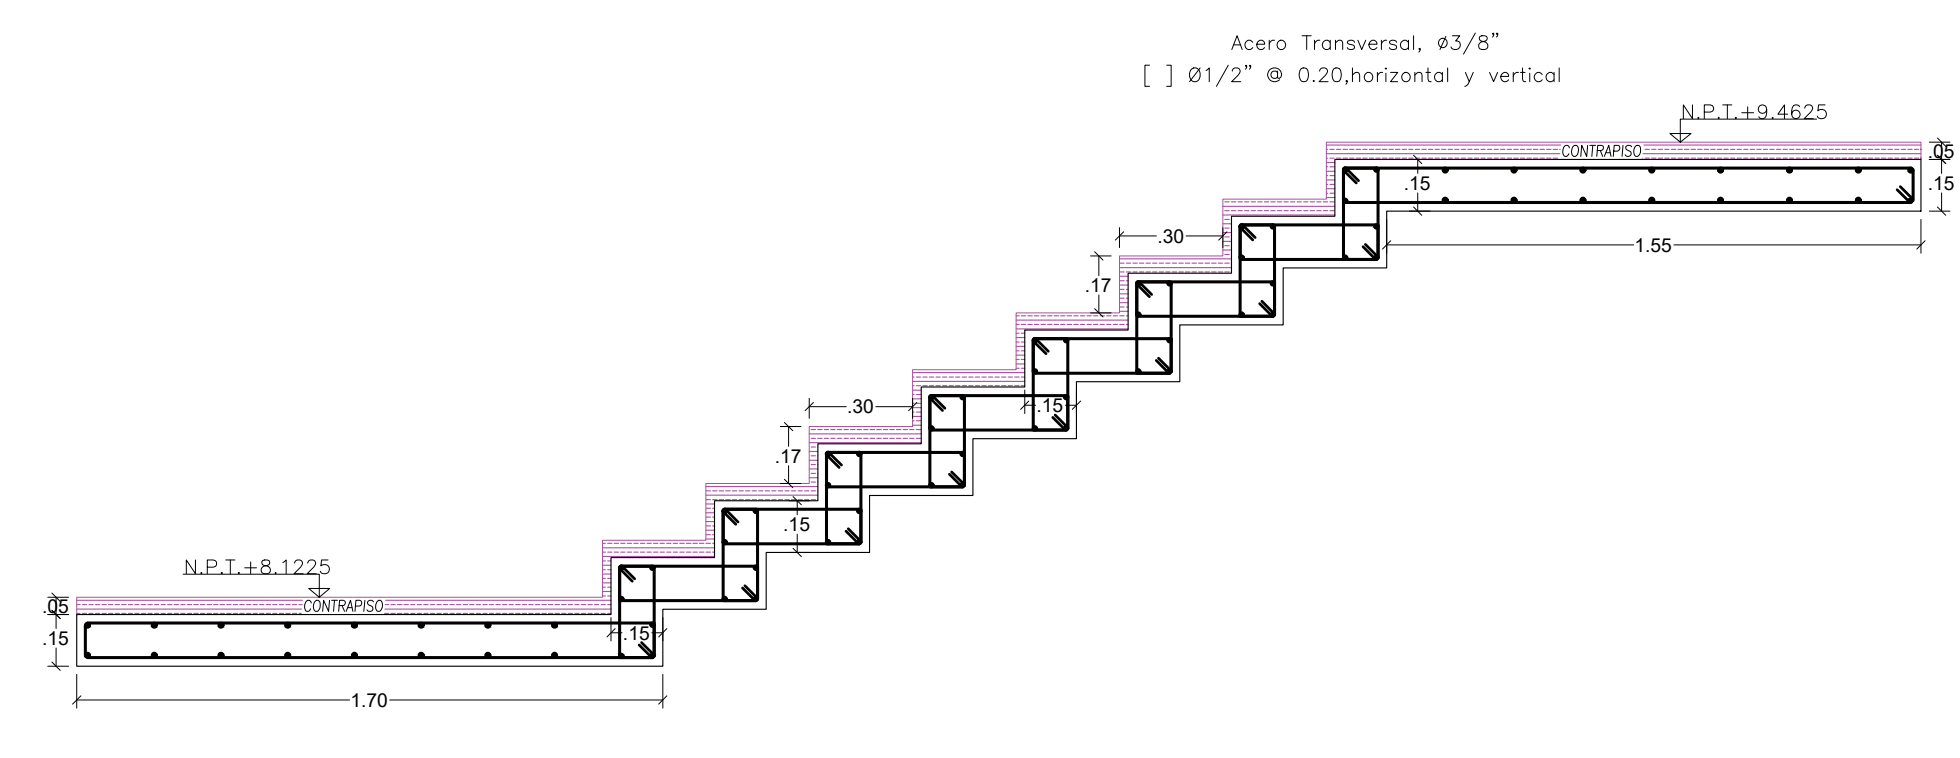 Acero Transversal, Ø3/8"
[ ] Ø1/2" @ 0.20,horizontal y vertical
N.P.T.+9.4625
CONTRAPISO
.05
.15
.15
.30
1.55
.17
.30
.15
.17
.15
N.P.T.+8.1225
.05
CONTRAPISO
.15
.15
1.70